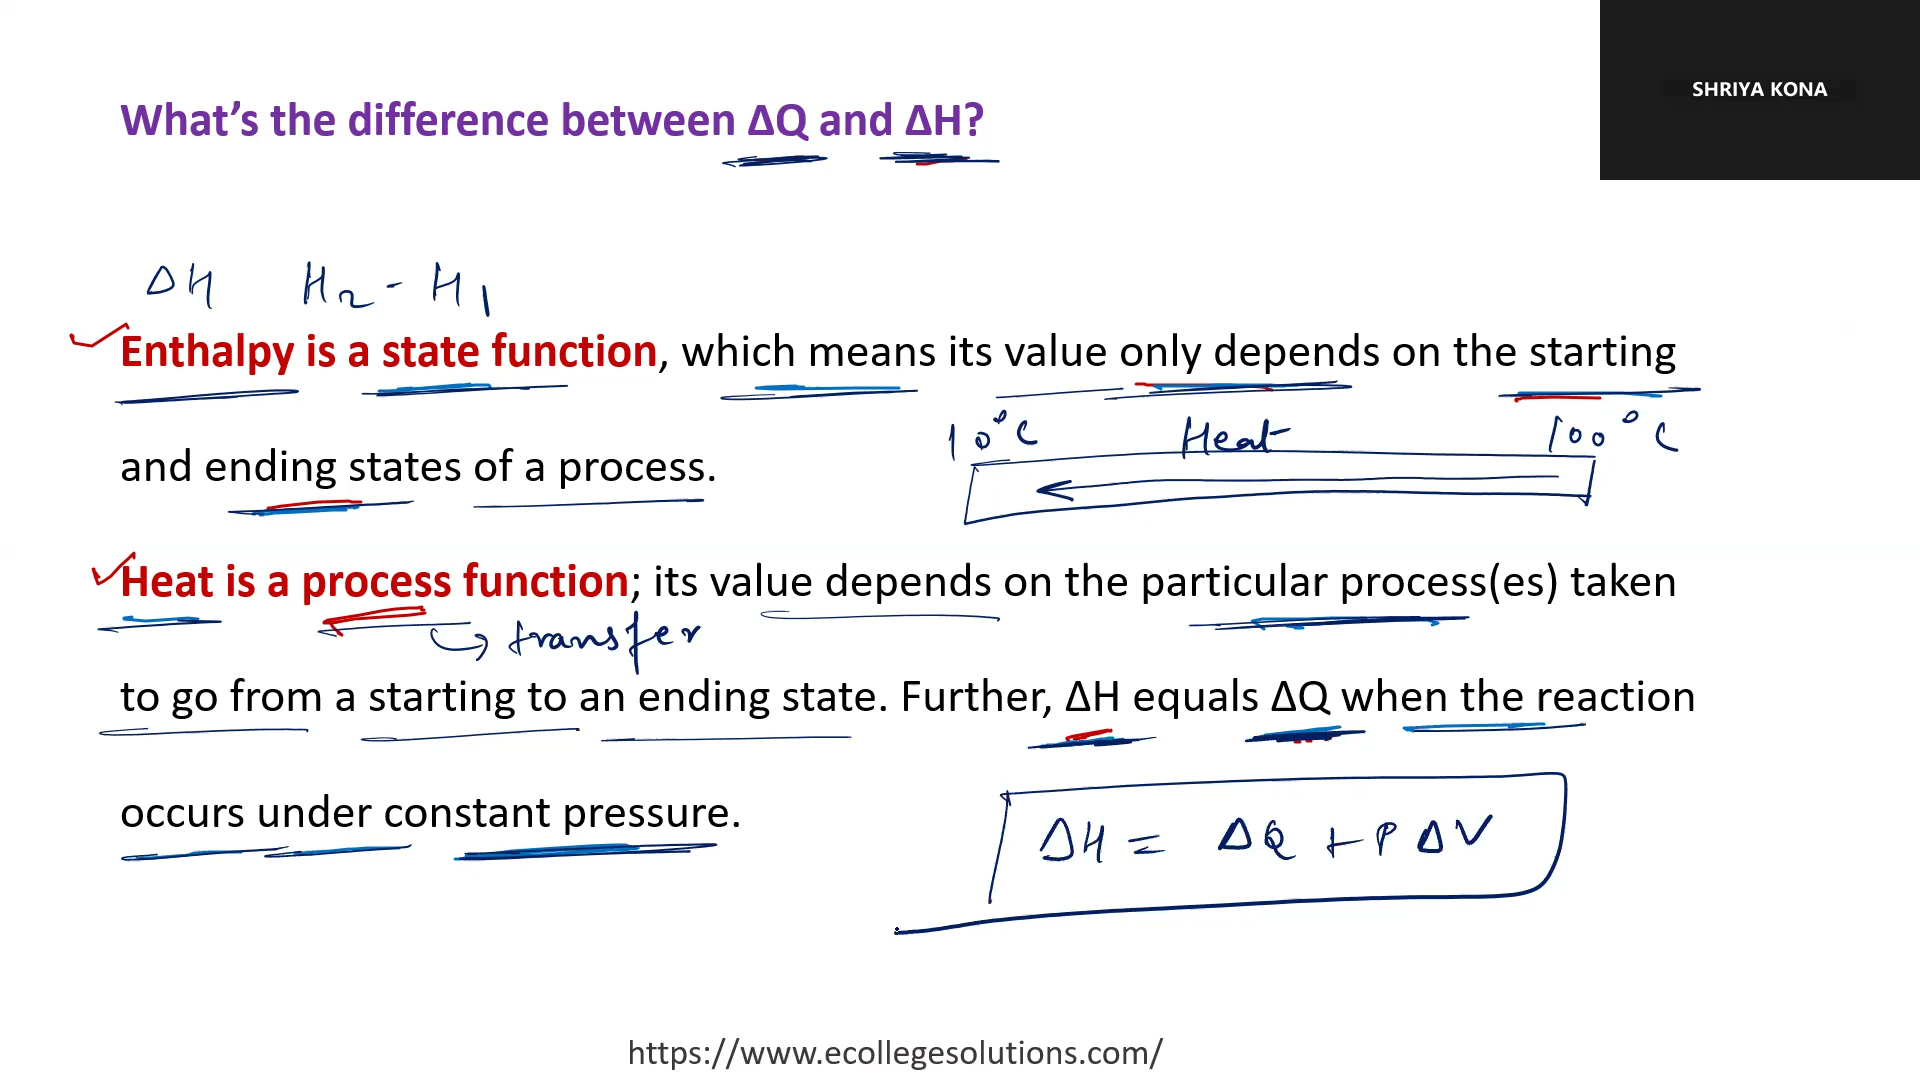 SHRIYA KONA
What’s the difference between ΔQ and ΔH?
ΔH H2 - H1
Enthalpy is a state function, which means its value only depends on the starting
10°C Heat 100°C
and ending states of a process.
Heat is a process function; its value depends on the particular process(es) taken
transfer
to go from a starting to an ending state. Further, ΔH equals ΔQ when the reaction
occurs under constant pressure.
ΔH = ΔQ + P ΔV
https://www.ecollegesolutions.com/